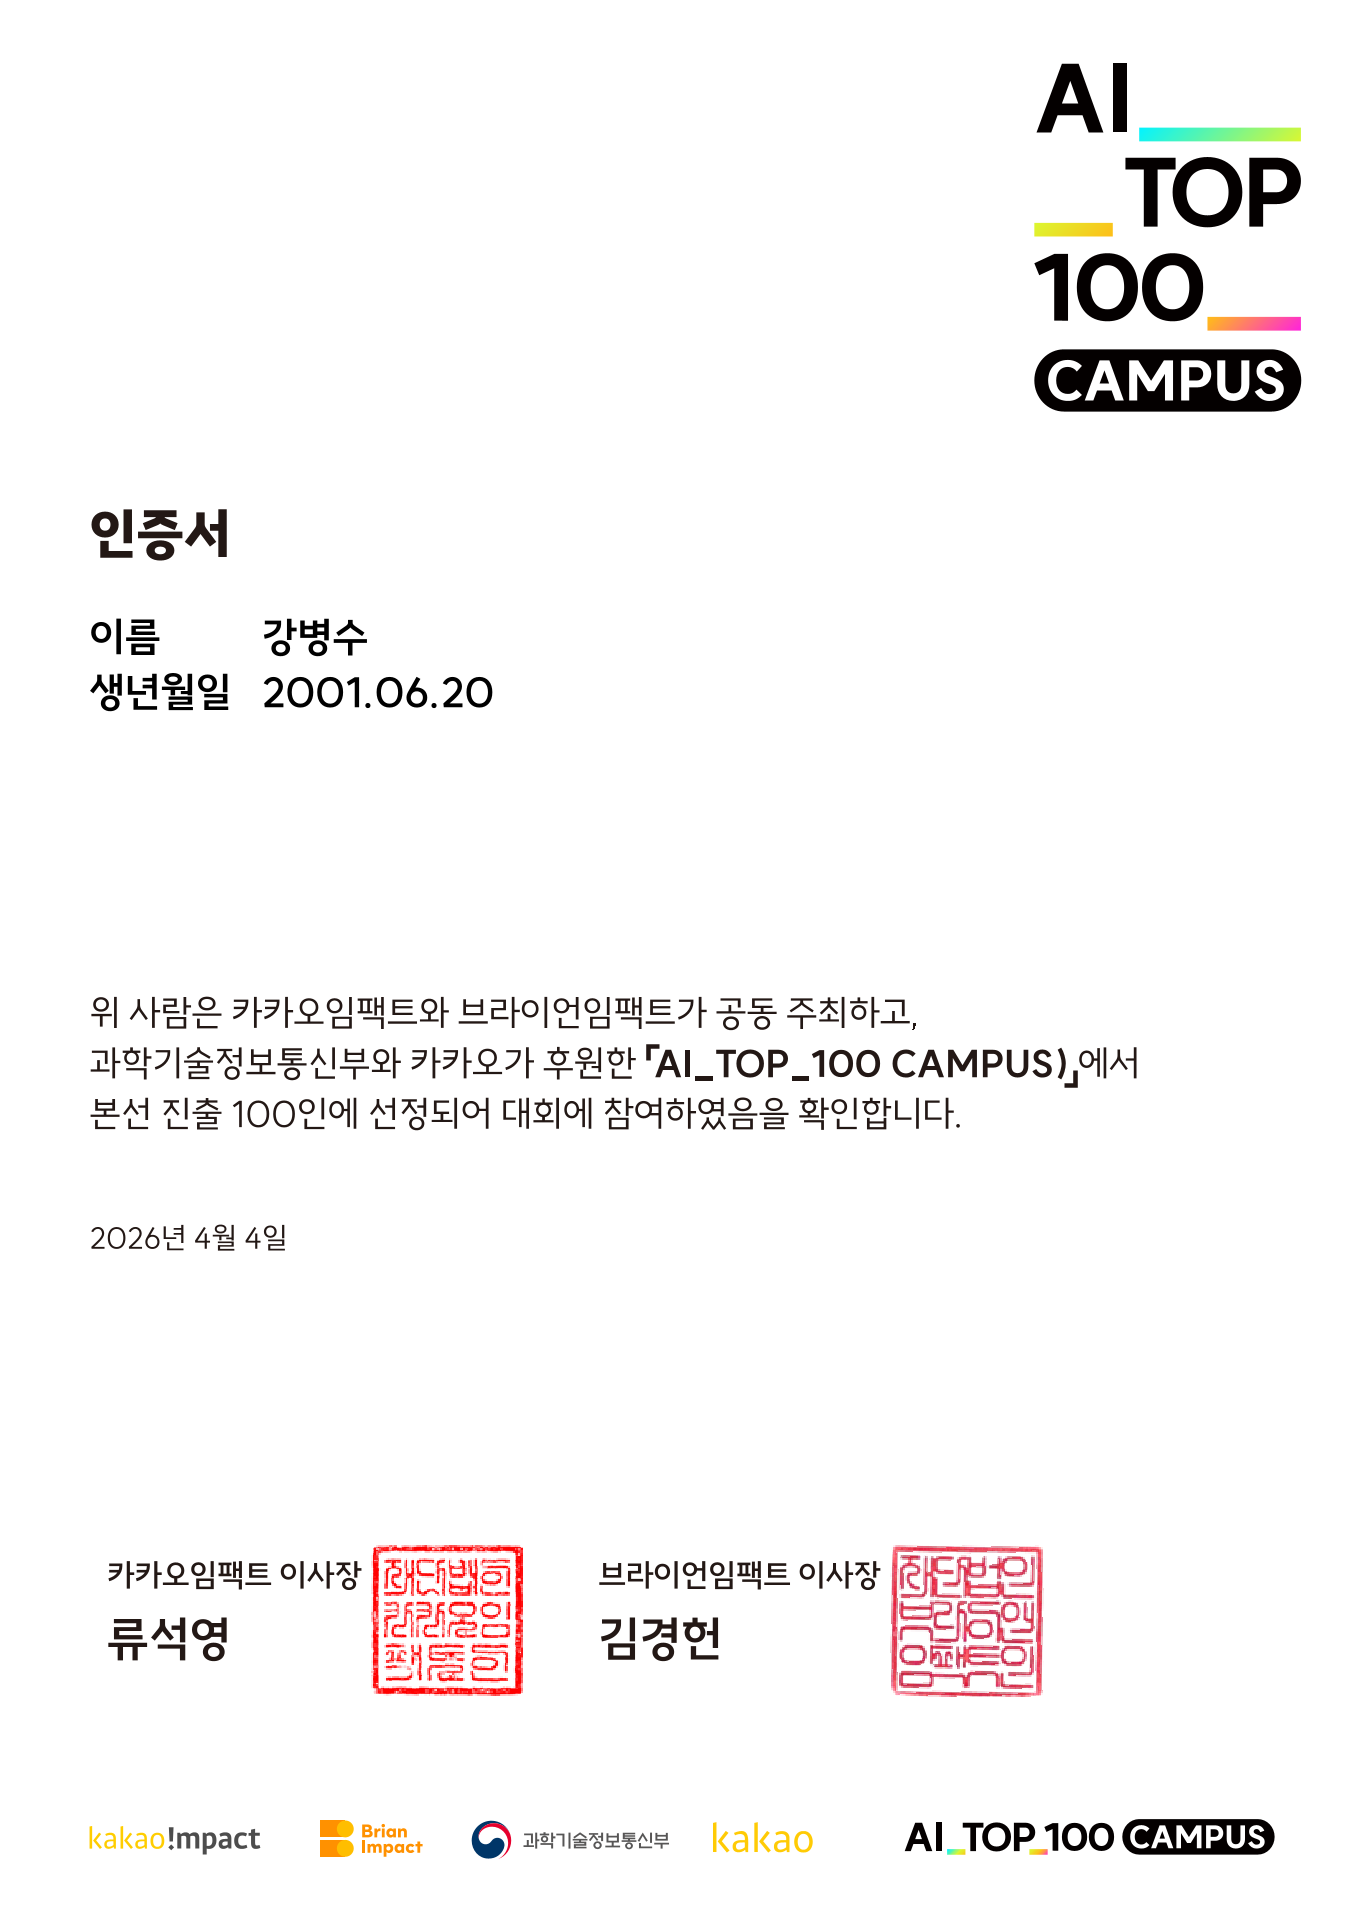 AI_
_TOP
100_
CAMPUS
인증서
이름 강병수
생년월일 2001.06.20
위 사람은 카카오임팩트와 브라이언임팩트가 공동 주최하고,
과학기술정보통신부와 카카오가 후원한 「AI_TOP_100 CAMPUS)」에서
본선 진출 100인에 선정되어 대회에 참여하였음을 확인합니다.
2026년 4월 4일
카카오임팩트 이사장
류석영
브라이언임팩트 이사장
김경헌
kakao!mpact
Brian
Impact
과학기술정보통신부
kakao
AI_TOP_100 CAMPUS